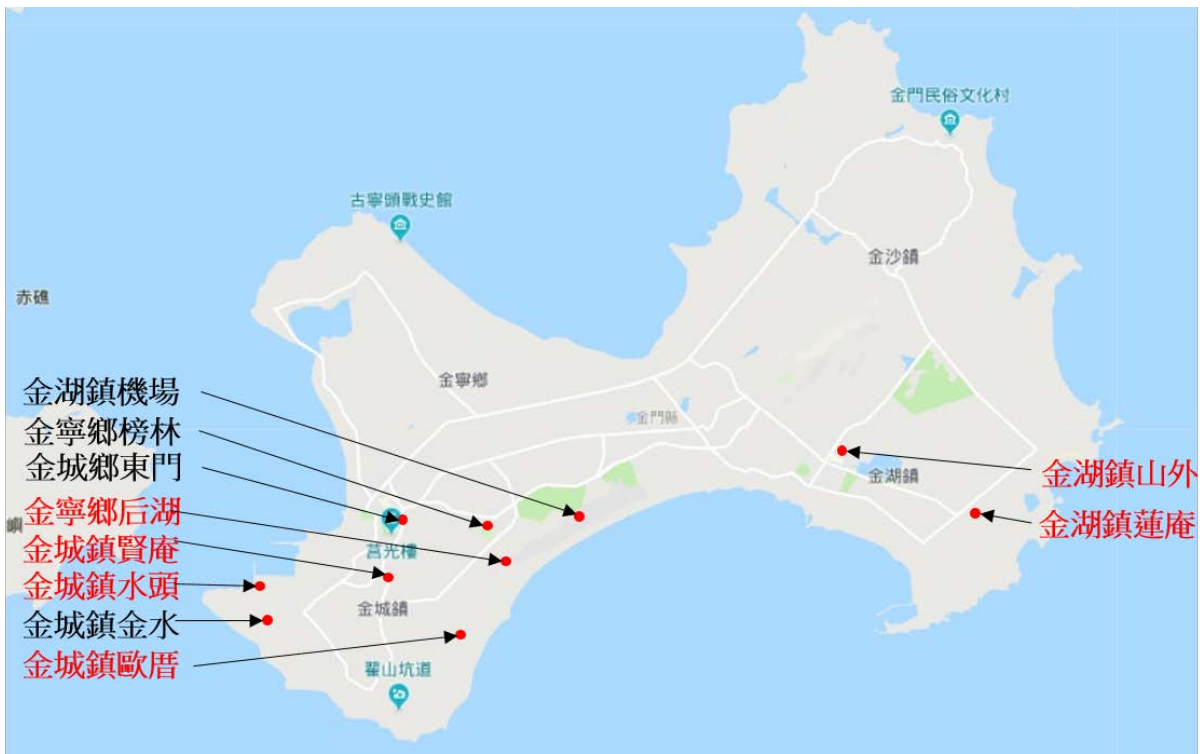 金門民俗文化村
古寧頭戰史館
金沙鎮
赤礁
金寧鄉
金門縣
金湖鎮機場
金寧鄉榜林
金城鄉東門
金寧鄉后湖
金城鎮賢庵
金城鎮水頭
金城鎮金水
金城鎮歐厝
莒光樓
金城鎮
翟山坑道
金湖鎮
金湖鎮山外
金湖鎮蓮庵